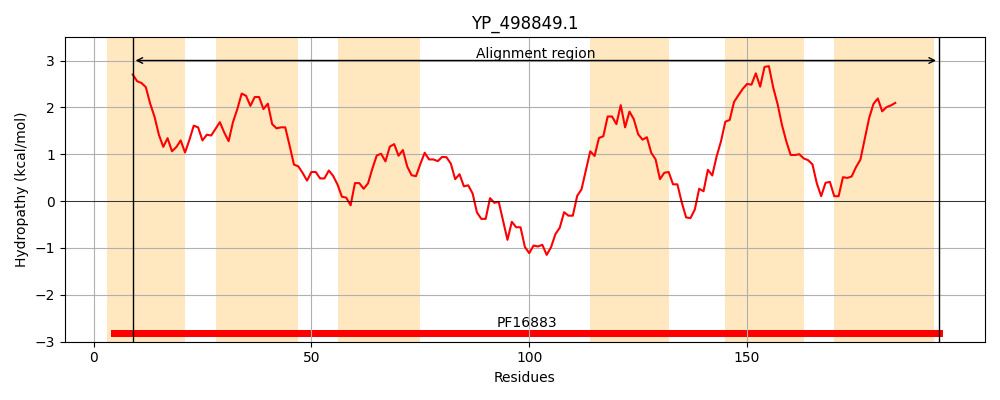 YP_498849.1
Alignment region
3
2
1
0
−1
−2
−3
Hydropathy (kcal/mol)
PF16883
0
50
100
150
Residues